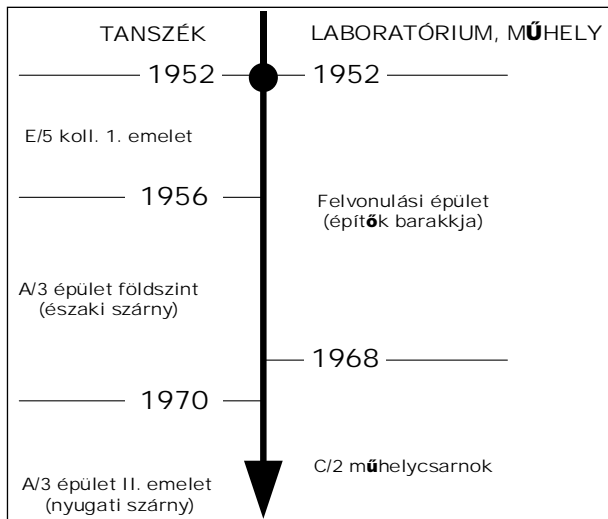 TANSZÉK
LABORATÓRIUM, MŰHELY
1952
1952
E/5 koll. 1. emelet
1956
Felvonulási épület
(építők barakkja)
A/3 épület földszint
(északi szárny)
1968
1970
C/2 műhelycsarnok
A/3 épület II. emelet
(nyugati szárny)